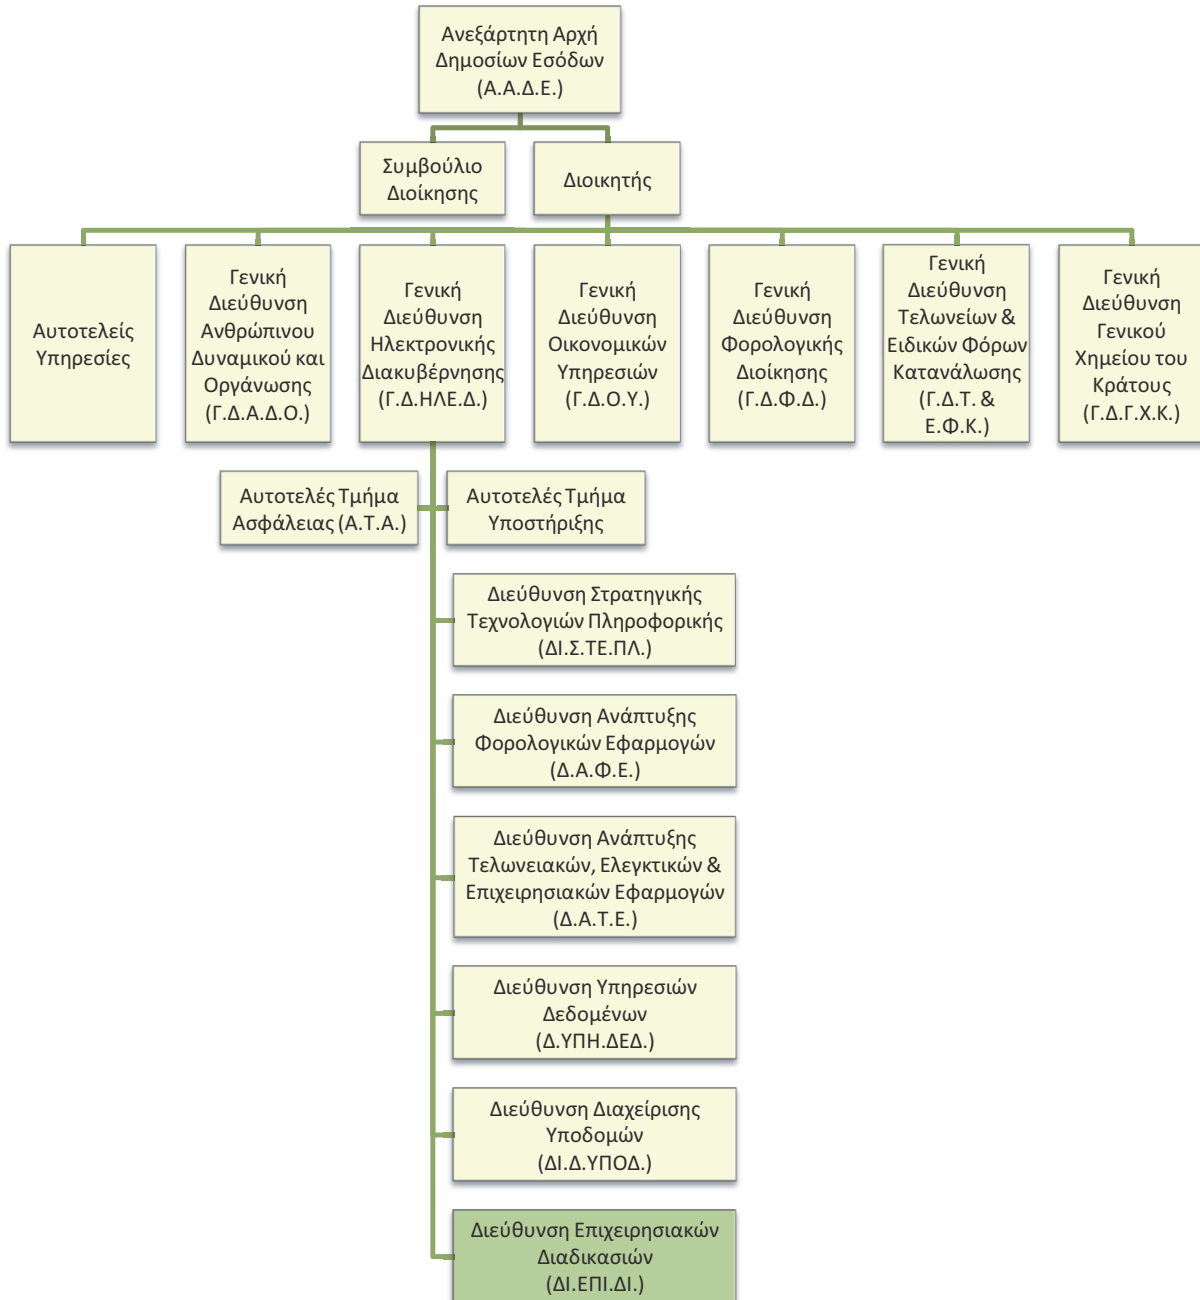 Ανεξάρτητη Αρχή
Δημοσίων Εσόδων
(Α.Α.Δ.Ε.)
Συμβούλιο
Διοίκησης
Διοικητής
Αυτοτελείς
Υπηρεσίες
Γενική
Διεύθυνση
Ανθρώπινου
Δυναμικού και
Οργάνωσης
(Γ.Δ.Α.Δ.Ο.)
Γενική
Διεύθυνση
Ηλεκτρονικής
Διακυβέρνησης
(Γ.Δ.ΗΛΕ.Δ.)
Γενική
Διεύθυνση
Οικονομικών
Υπηρεσιών
(Γ.Δ.Ο.Υ.)
Γενική
Διεύθυνση
Φορολογικής
Διοίκησης
(Γ.Δ.Φ.Δ.)
Γενική
Διεύθυνση
Τελωνείων &
Ειδικών Φόρων
Κατανάλωσης
(Γ.Δ.Τ. &
Ε.Φ.Κ.)
Γενική
Διεύθυνση
Γενικού
Χημείου του
Κράτους
(Γ.Δ.Γ.Χ.Κ.)
Αυτοτελές Τμήμα
Ασφάλειας (Α.Τ.Α.)
Αυτοτελές Τμήμα
Υποστήριξης
Διεύθυνση Στρατηγικής
Τεχνολογιών Πληροφορικής
(ΔΙ.Σ.ΤΕ.ΠΛ.)
Διεύθυνση Ανάπτυξης
Φορολογικών Εφαρμογών
(Δ.Α.Φ.Ε.)
Διεύθυνση Ανάπτυξης
Τελωνειακών, Ελεγκτικών &
Επιχειρησιακών Εφαρμογών
(Δ.Α.Τ.Ε.)
Διεύθυνση Υπηρεσιών
Δεδομένων
(Δ.ΥΠΗ.ΔΕΔ.)
Διεύθυνση Διαχείρισης
Υποδομών
(ΔΙ.Δ.ΥΠΟΔ.)
Διεύθυνση Επιχειρησιακών
Διαδικασιών
(ΔΙ.ΕΠΙ.ΔΙ.)